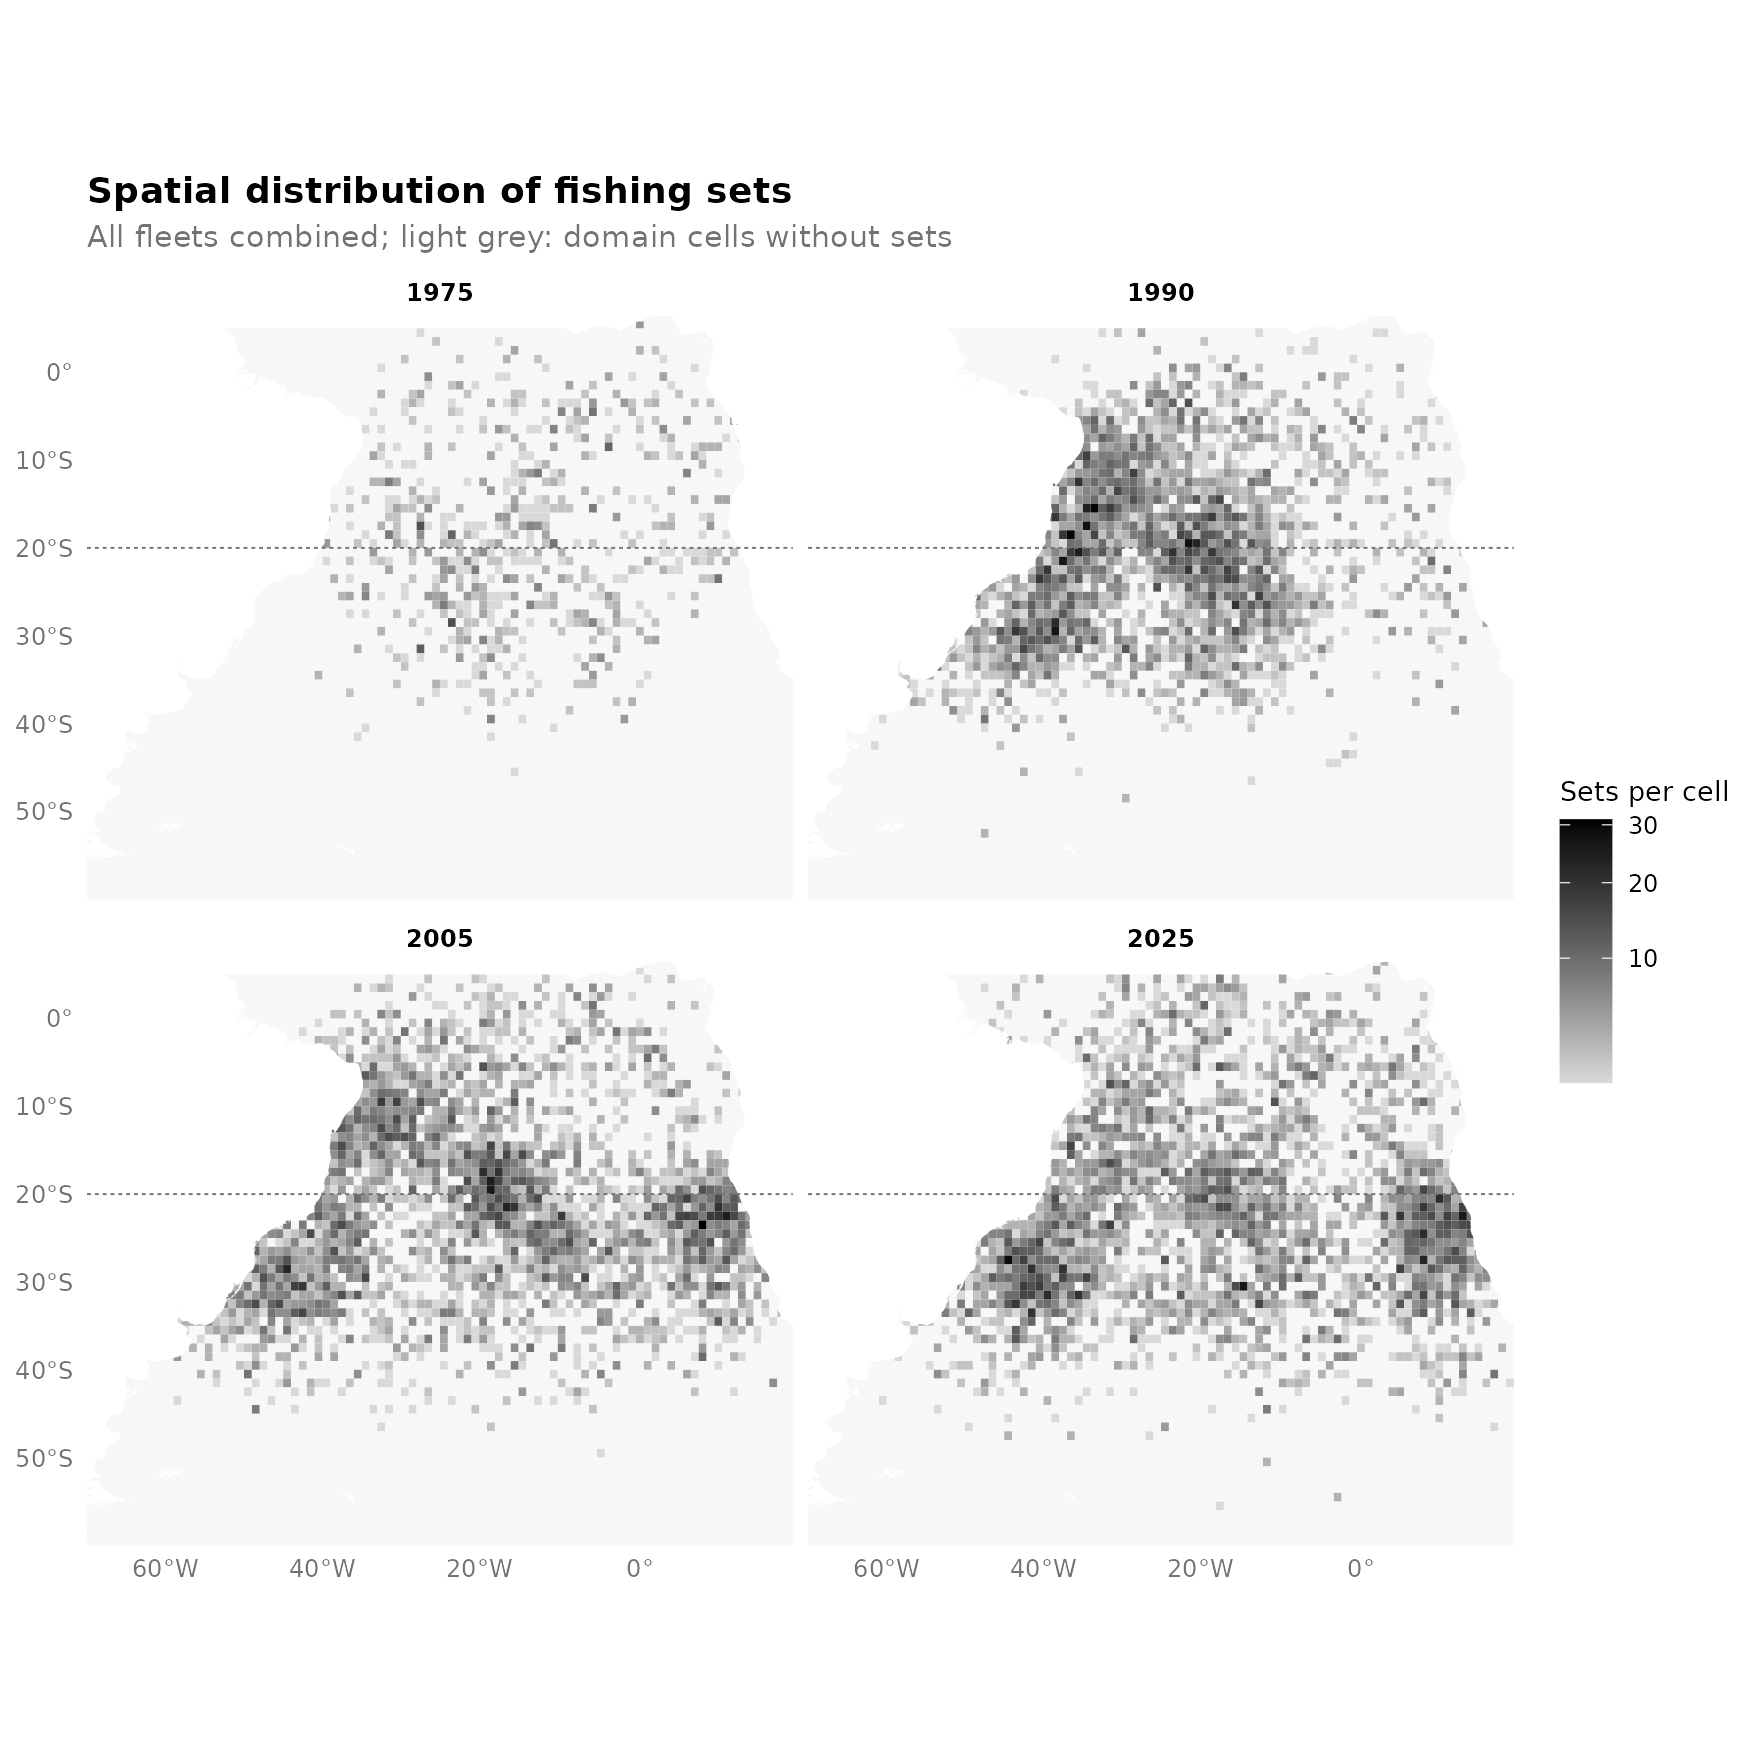 Spatial distribution of fishing sets
All fleets combined; light grey: domain cells without sets
1975
1990
0°
10°S
20°S
30°S
40°S
50°S
2005
2025
0°
10°S
20°S
30°S
40°S
50°S
60°W 40°W 20°W 0°
60°W 40°W 20°W 0°
Sets per cell
30
20
10